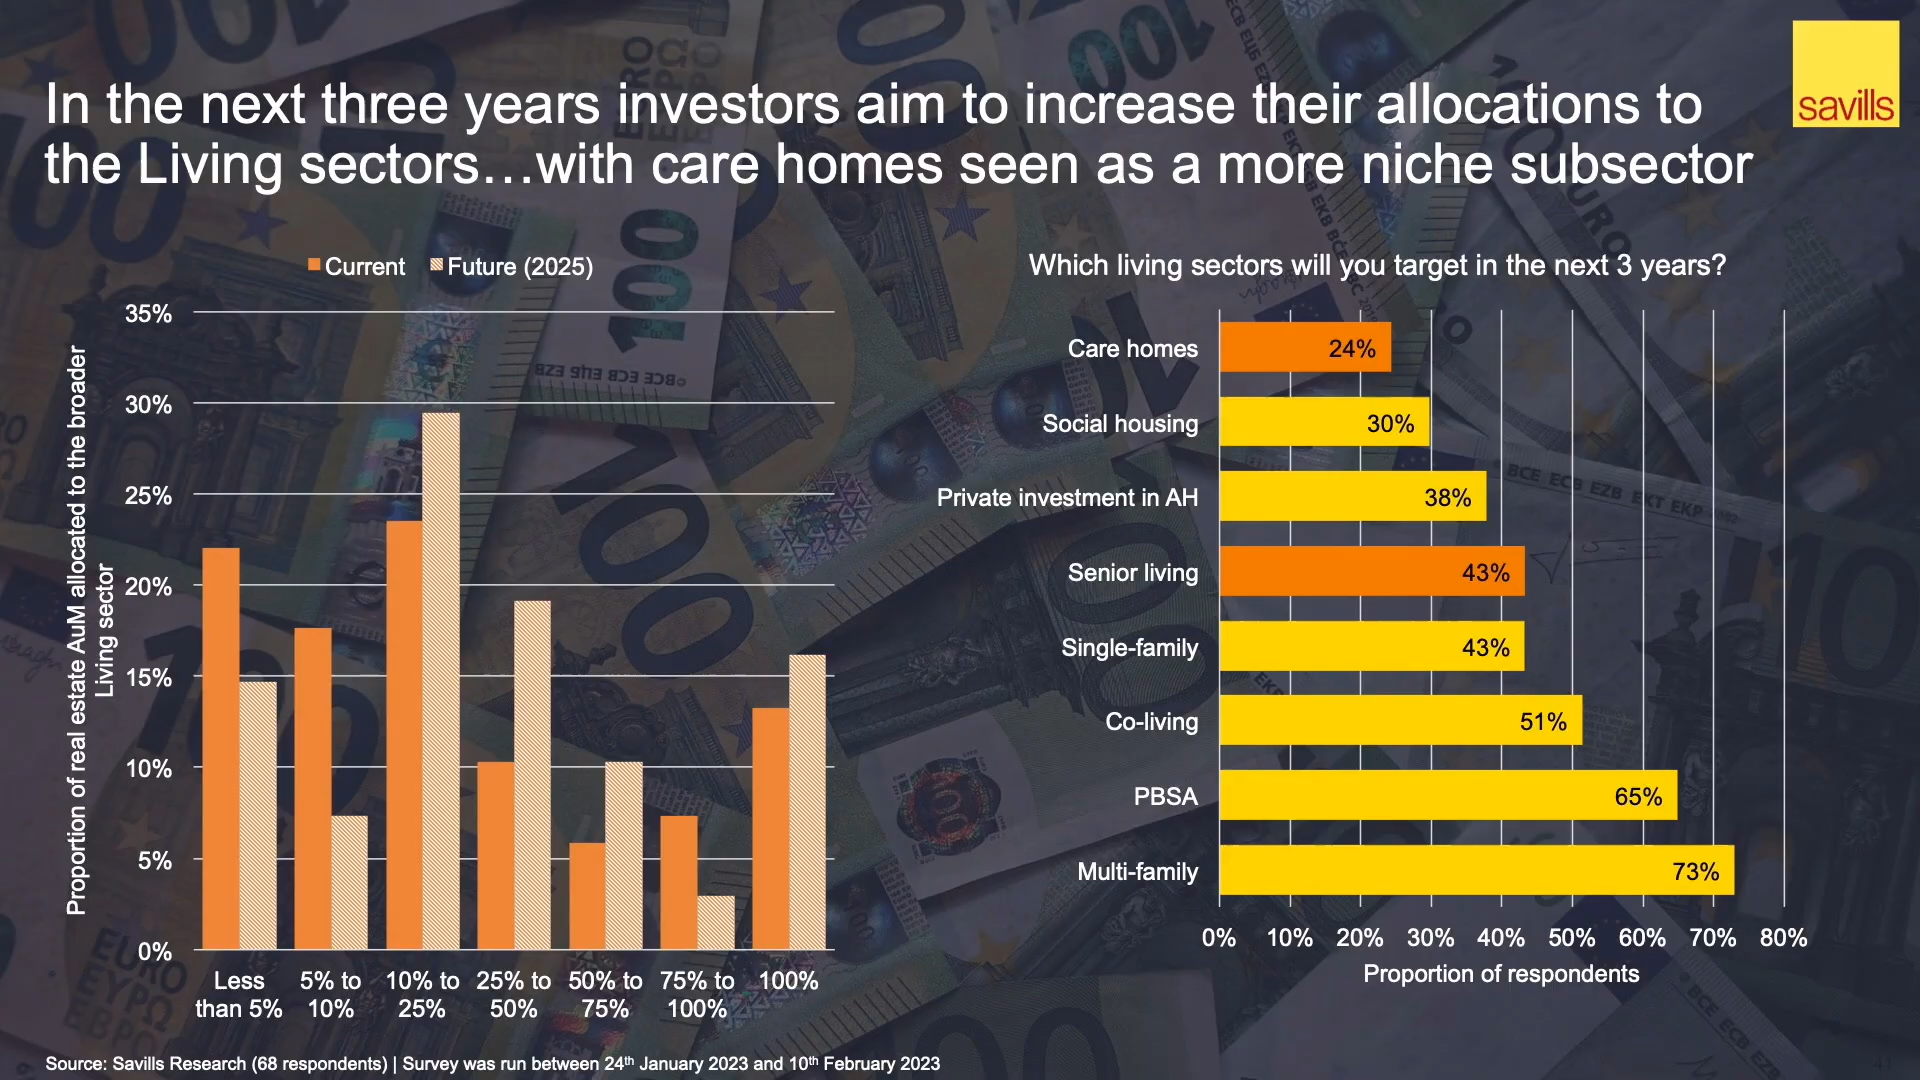 In the next three years investors aim to increase their allocations to
the Living sectors…with care homes seen as a more niche subsector
savills
Current
Future (2025)
Proportion of real estate AuM allocated to the broader
Living sector
35%
30%
25%
20%
15%
10%
5%
0%
Less
than 5%
5% to
10%
10% to
25%
25% to
50%
50% to
75%
75% to
100%
100%
Which living sectors will you target in the next 3 years?
Care homes
24%
Social housing
30%
Private investment in AH
38%
Senior living
43%
Single-family
43%
Co-living
51%
PBSA
65%
Multi-family
73%
0% 10% 20% 30% 40% 50% 60% 70% 80%
Proportion of respondents
Source: Savills Research (68 respondents) | Survey was run between 24th January 2023 and 10th February 2023